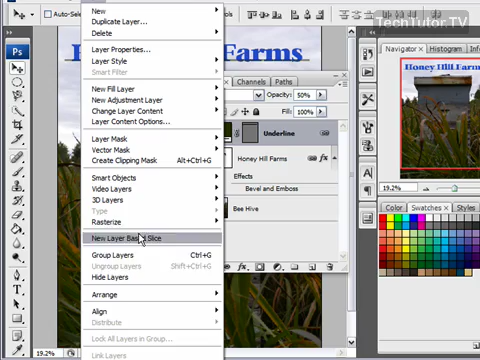 TechTutor.TV
Auto-Select:
New
Duplicate Layer...
Delete
Layer Properties...
Layer Style
Smart Filter
New Fill Layer
New Adjustment Layer
Change Layer Content
Layer Content Options...
Layer Mask
Vector Mask
Create Clipping Mask Alt+Ctrl+G
Smart Objects
Video Layers
3D Layers
Type
Rasterize
New Layer Based Slice
Group Layers Ctrl+G
Ungroup Layers Shift+Ctrl+G
Hide Layers
Arrange
Align
Distribute
Lock All Layers in Group...
Link Layers
Ps
Farms
Channels Paths
Opacity: 50%
Fill: 100%
Underline
Honey Hill Farms fx
Effects
Bevel and Emboss
Bee Hive
fx
19.2%
Navigator × Histogram
Honey Hill Farms
19.2%
A
Color Swatches × Styles
T